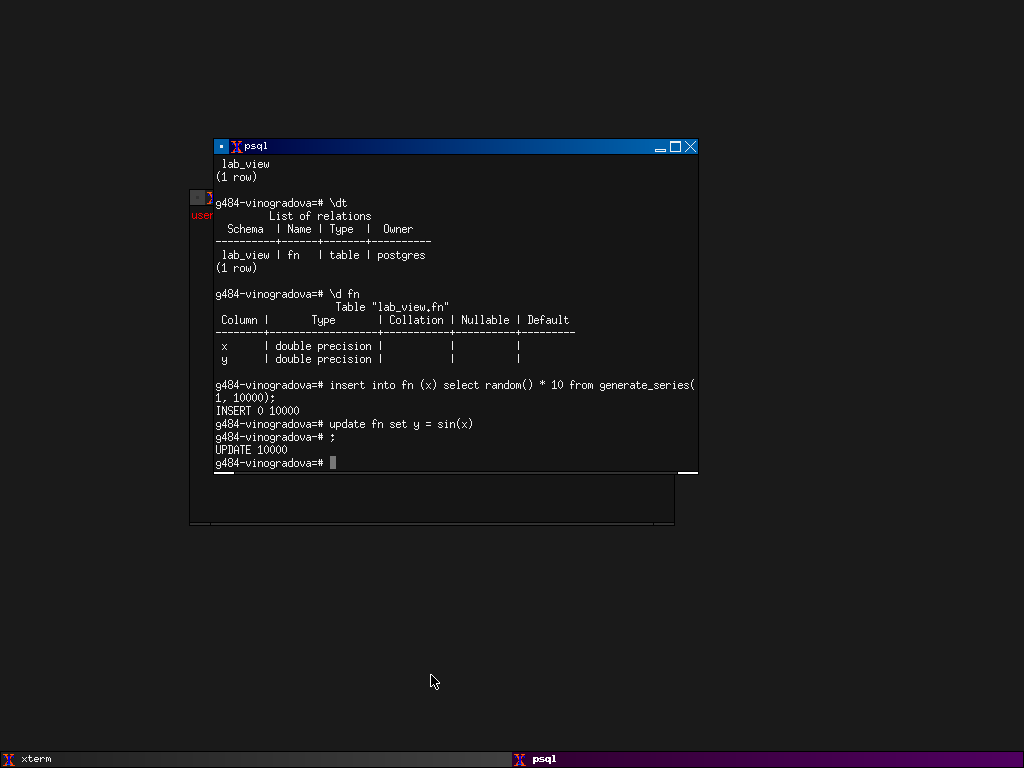 psql
lab_view
(1 row)
g484-vinogradova=# \dt
List of relations
Schema | Name | Type | Owner
----------+------+-------+----------
lab_view | fn | table | postgres
(1 row)
user
g484-vinogradova=# \d fn
Table "lab_view.fn"
Column | Type | Collation | Nullable | Default
--------+------------------+-----------+----------+---------
x | double precision | | |
y | double precision | | |
g484-vinogradova=# insert into fn (x) select random() * 10 from generate_series(
1, 10000);
INSERT 0 10000
g484-vinogradova=# update fn set y = sin(x)
g484-vinogradova-# ;
UPDATE 10000
g484-vinogradova=#
xterm
psql